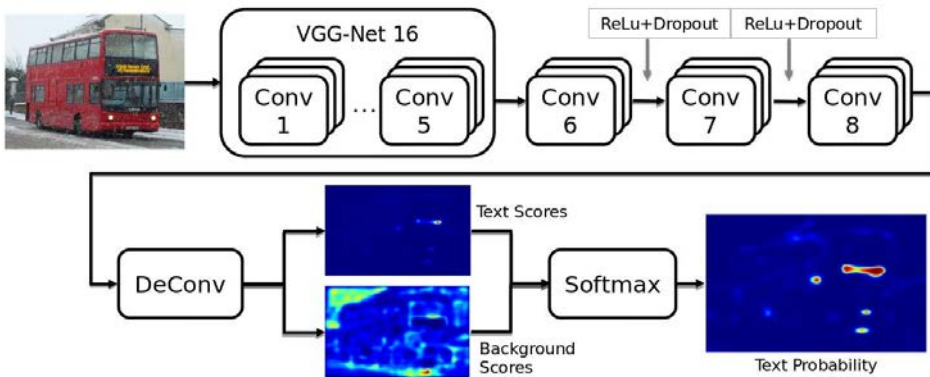 ReLu+Dropout
ReLu+Dropout
VGG-Net 16
Conv
1
...
Conv
5
Conv
6
Conv
7
Conv
8
DeConv
Text Scores
Background
Scores
Softmax
Text Probability